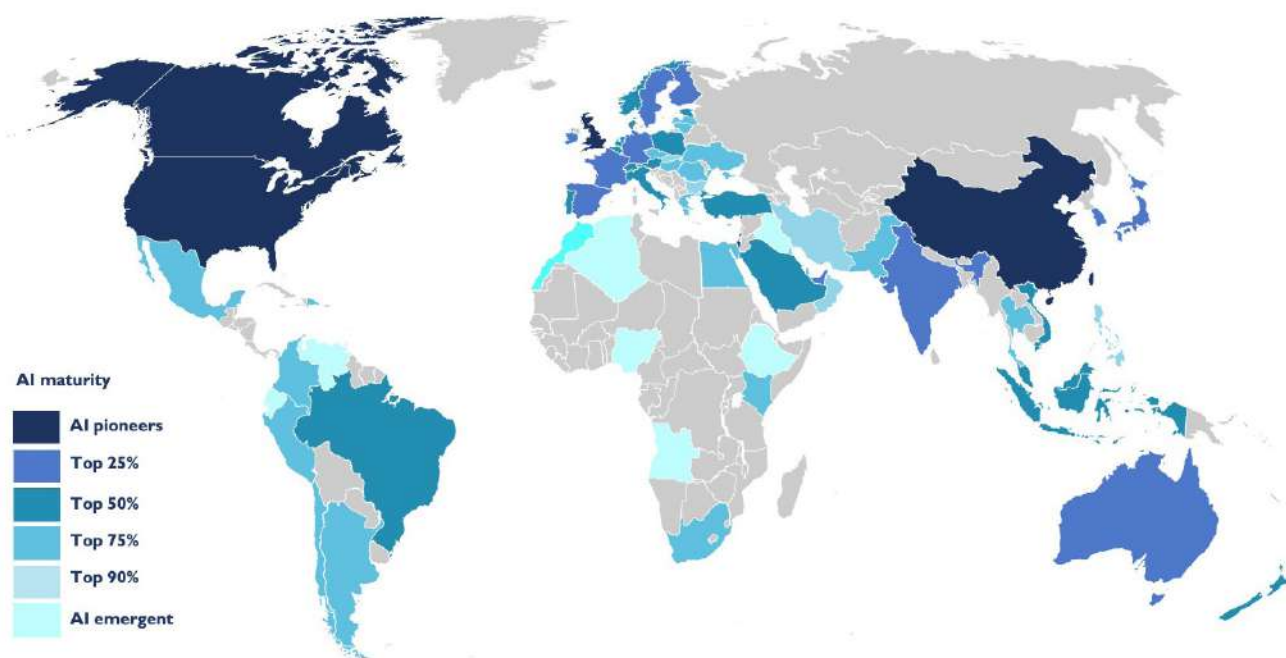 AI maturity
AI pioneers
Top 25%
Top 50%
Top 75%
Top 90%
AI emergent